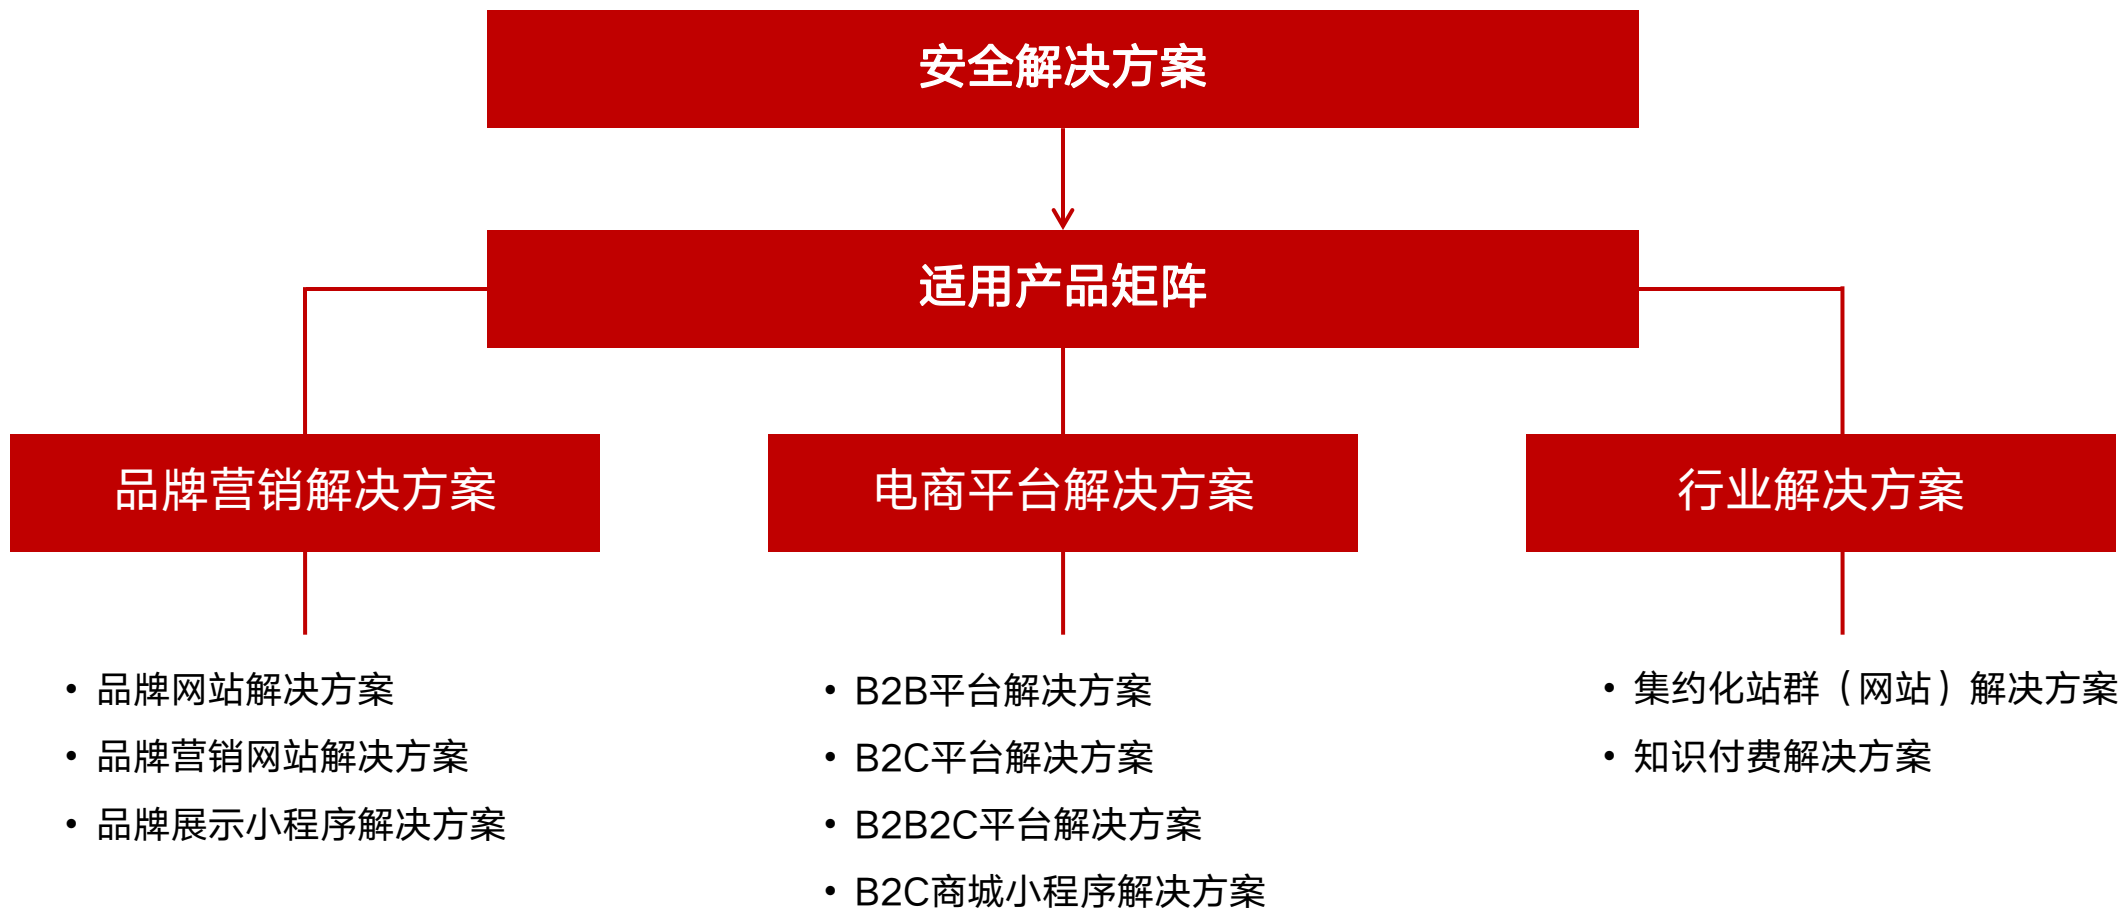 安全解决方案
适用产品矩阵
品牌营销解决方案
电商平台解决方案
行业解决方案
• 品牌网站解决方案
• 品牌营销网站解决方案
• 品牌展示小程序解决方案
• B2B平台解决方案
• B2C平台解决方案
• B2B2C平台解决方案
• B2C商城小程序解决方案
• 集约化站群（网站）解决方案
• 知识付费解决方案